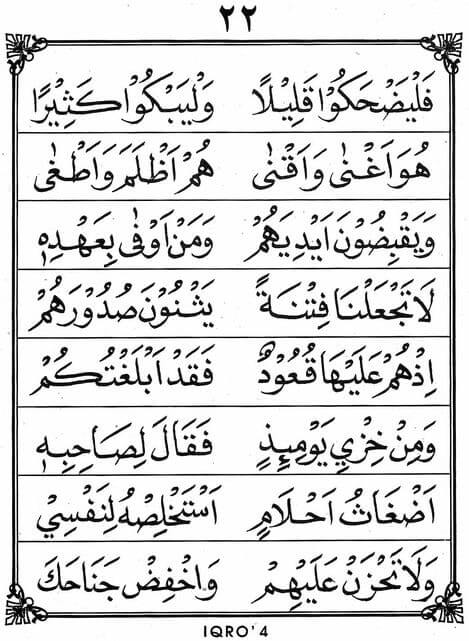 ٢٢
فَلْيَضْحَكُوْا قَلِيْلًا وَلْيَبْكُوْا كَثِيْرًا
هُوَ اَغْنٰى وَاَقْنٰى هُمْ اَظْلَمَ وَاَطْغٰى
وَيَقْبِضُوْنَ اَيْدِيَهُمْ وَمَنْ اَوْفٰى بِعَهْدِهٖ
لَا تَجْعَلْنَا فِتْنَةً يَثْنُوْنَ صُدُوْرَهُمْ
اِذْهُمْ عَلَيْهَا قُعُوْدٌ فَقَدْ اَبْلَغْتُكُمْ
وَمِنْ خِزْيِ يَوْمِئِذٍ فَقَالَ لِصَاحِبِهٖ
اَضْغَاثُ اَحْلَامٍ اَسْتَخْلِصْهُ لِنَفْسِيْ
وَلَا تَحْزَنْ عَلَيْهِمْ وَاخْفِضْ جَنَاحَكَ
IQRO' 4